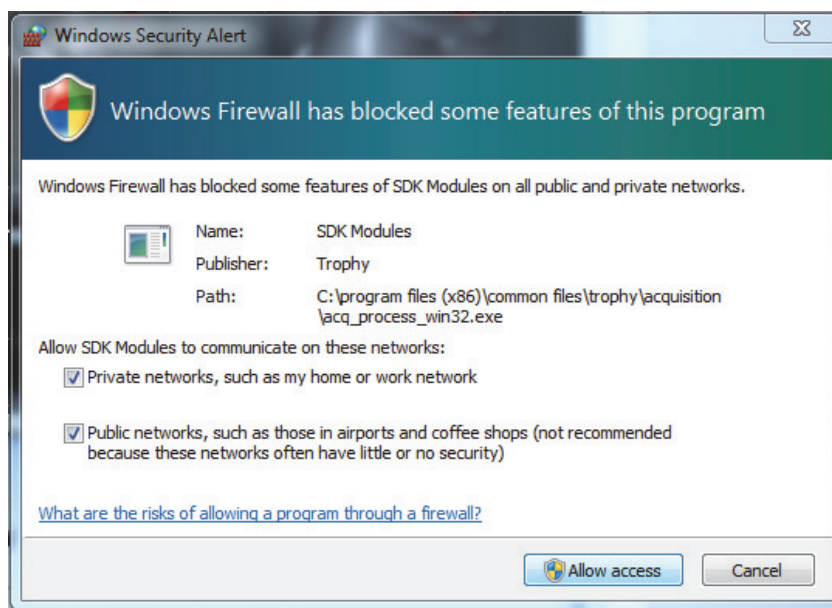 Windows Security Alert
Windows Firewall has blocked some features of this program
Windows Firewall has blocked some features of SDK Modules on all public and private networks.
Name: SDK Modules
Publisher: Trophy
Path: C:\program files (x86)\common files\trophy\acquisition
\acq_process_win32.exe
Allow SDK Modules to communicate on these networks:
Private networks, such as my home or work network
Public networks, such as those in airports and coffee shops (not recommended
because these networks often have little or no security)
What are the risks of allowing a program through a firewall?
Allow access Cancel